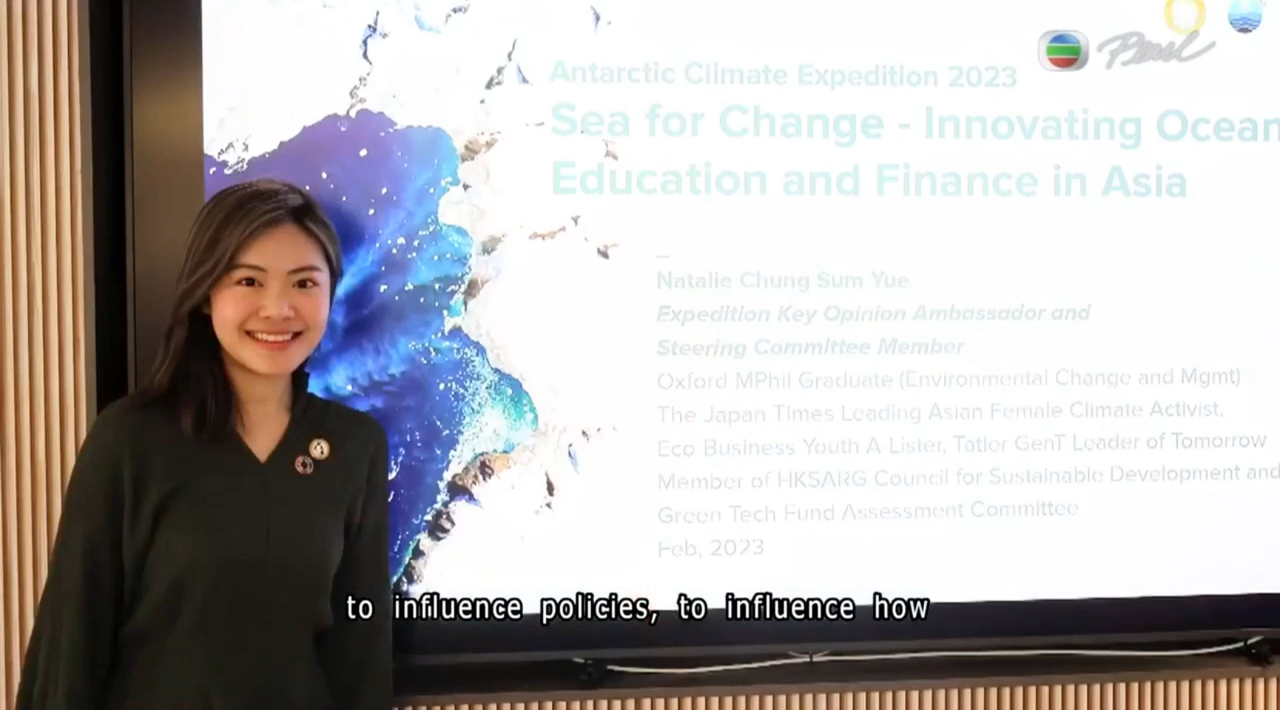 Pearl
Antarctic Climate Expedition 2023
Sea for Change - Innovating Ocean
Education and Finance in Asia
Natalie Chung Sum Yue
Expedition Key Opinion Ambassador and
Steering Committee Member
Oxford MPhil Graduate (Environmental Change and Mgmt)
The Japan Times Leading Asian Female Climate Activist,
Eco Business Youth A-Lister, Tatler GenT Leader of Tomorrow
Member of HKSARG Council for Sustainable Development and
Green Tech Fund Assessment Committee
Feb, 2023
to influence policies, to influence how